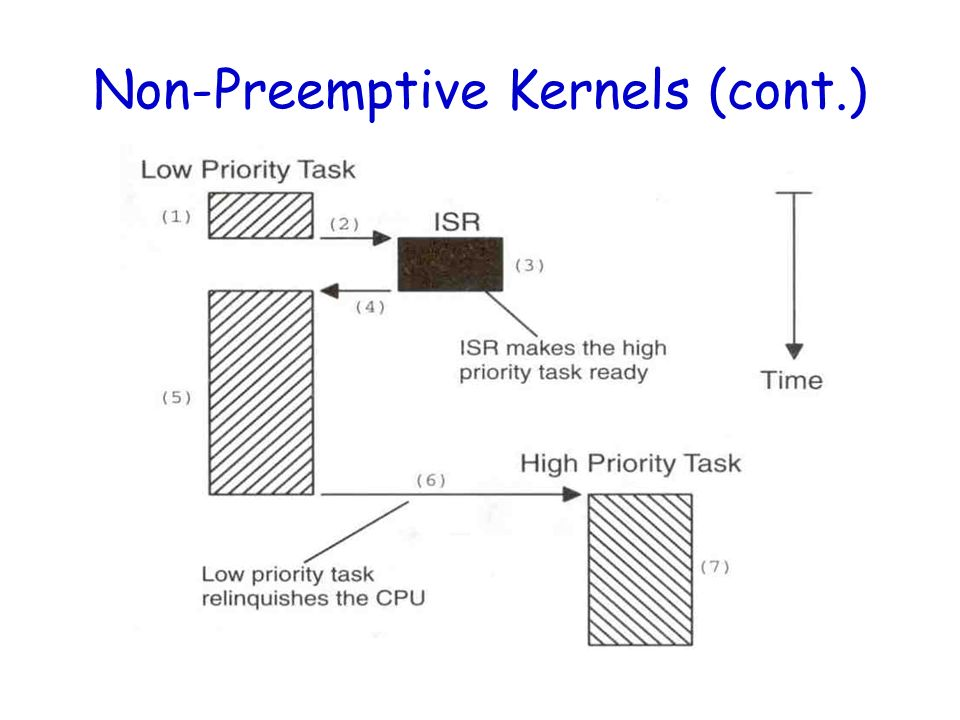 Non-Preemptive Kernels (cont.)
Low Priority Task
(1)
(2)
ISR
(3)
(4)
ISR makes the high
priority task ready
Time
(5)
High Priority Task
(6)
Low priority task
relinquishes the CPU
(7)